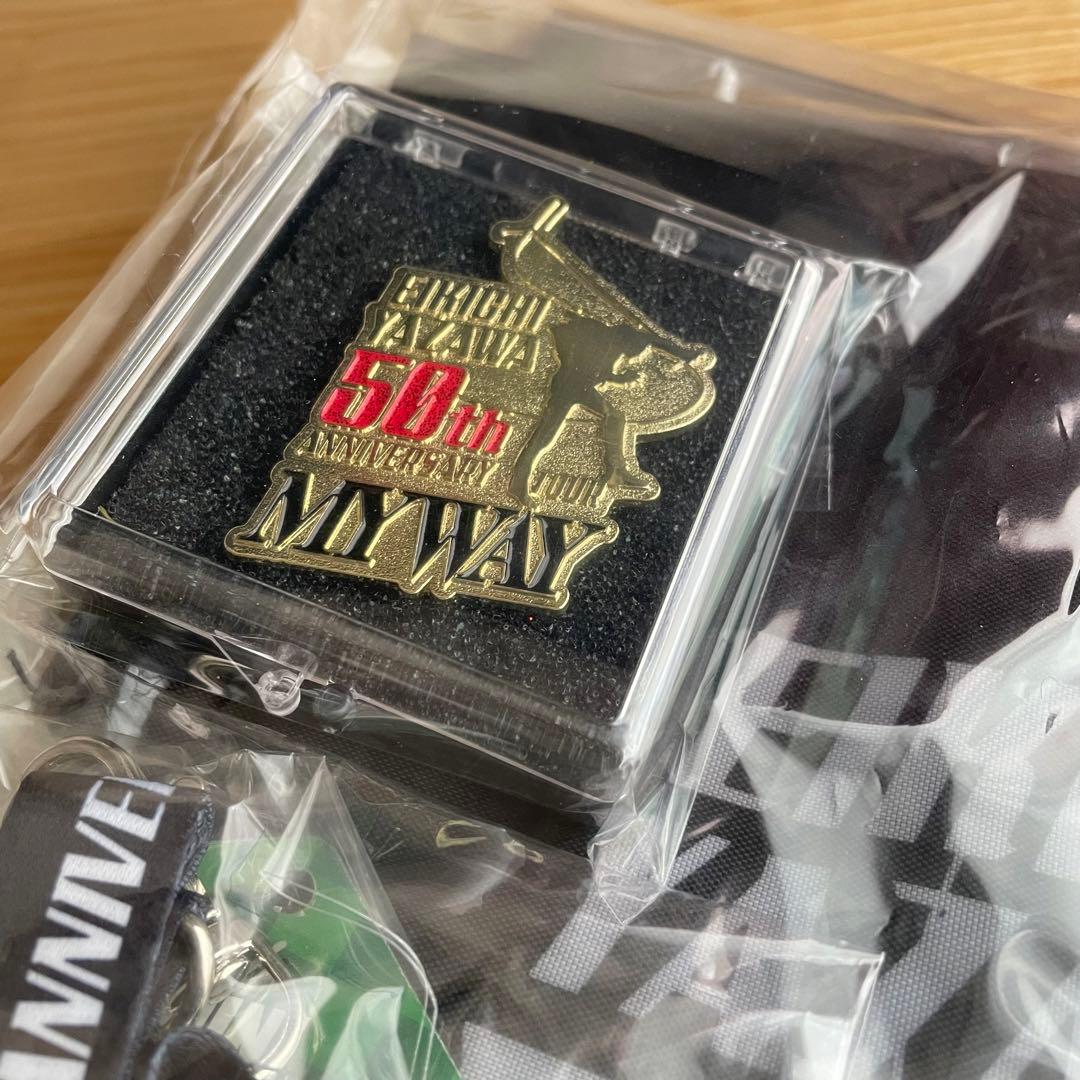 EIKICHI
YAZAWA
50th
ANNIVERSARY TOUR
MY WAY
ANNIVE